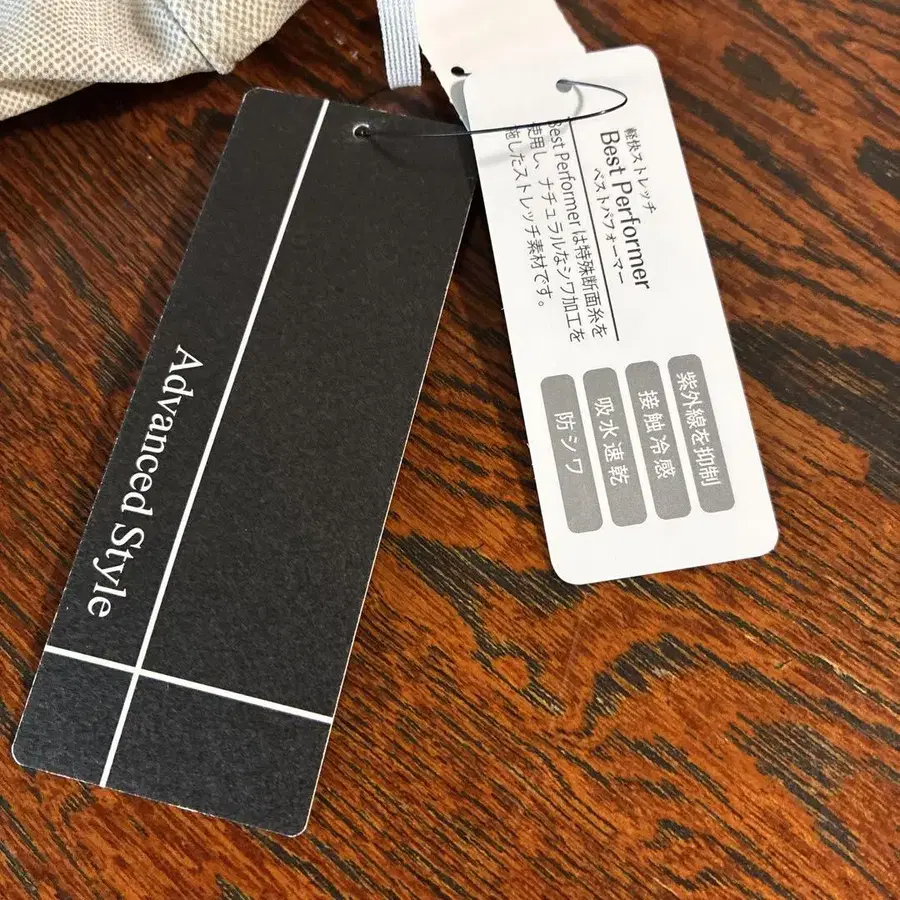 Advanced Style
軽快ストレッチ
Best Performer
ベストパフォーマー
Best Performerは特殊断面糸を
使用し、ナチュラルなシワ加工を
施したストレッチ素材です。
紫外線を抑制
接触冷感
吸水速乾
防シワ